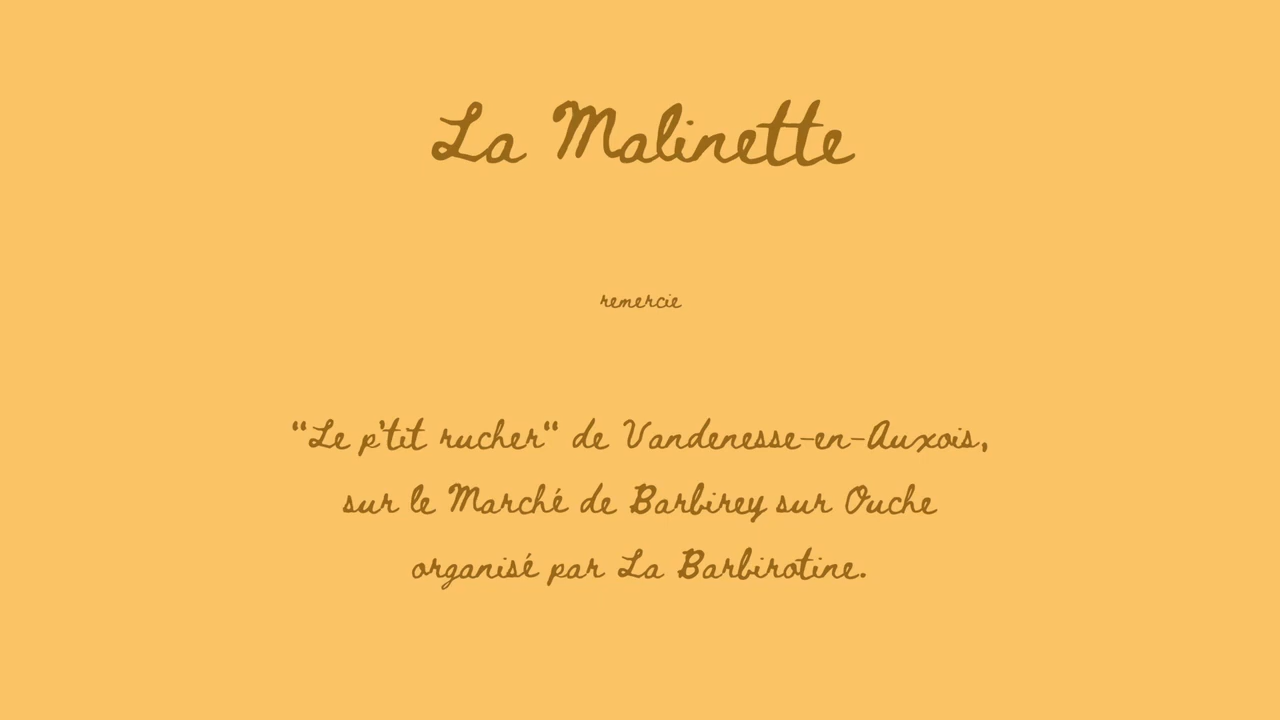 La Malinette
remercie
“Le p'tit rucher“ de Vandenesse-en-Auxois,
sur le Marché de Barbirey sur Ouche
organisé par La Barbirotine.